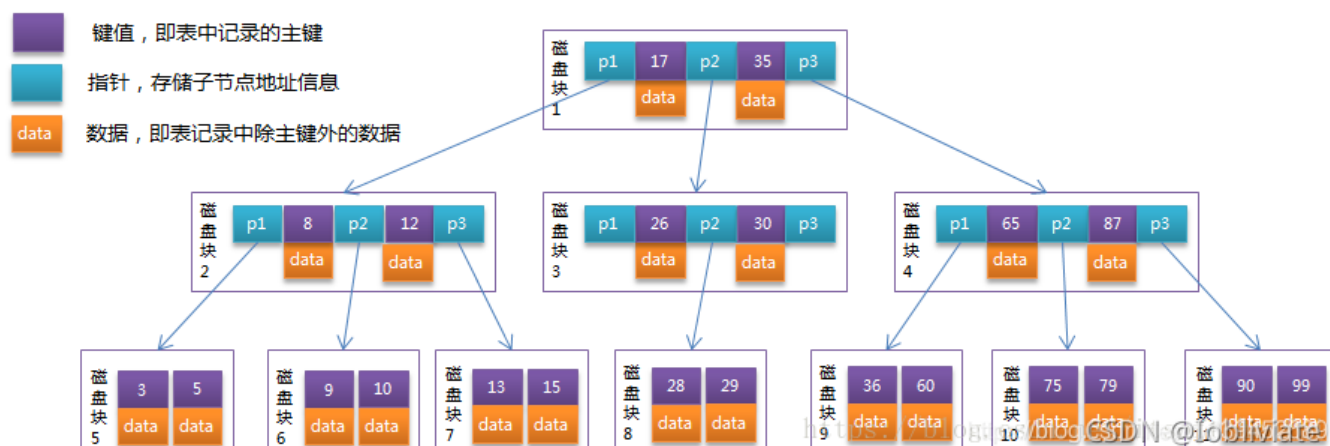 键值，即表中记录的主键
指针，存储子节点地址信息
data 数据，即表记录中除主键外的数据
磁盘块1
p1 17 p2 35 p3
data data
磁盘块2
p1 8 p2 12 p3
data data
磁盘块3
p1 26 p2 30 p3
data data
磁盘块4
p1 65 p2 87 p3
data data
磁盘块5
3 5
data data
磁盘块6
9 10
data data
磁盘块7
13 15
data data
磁盘块8
28 29
data data
磁盘块9
36 60
data data
磁盘块10
75 79
data data
磁盘块
90 99
data data
https://blog.
CSDN